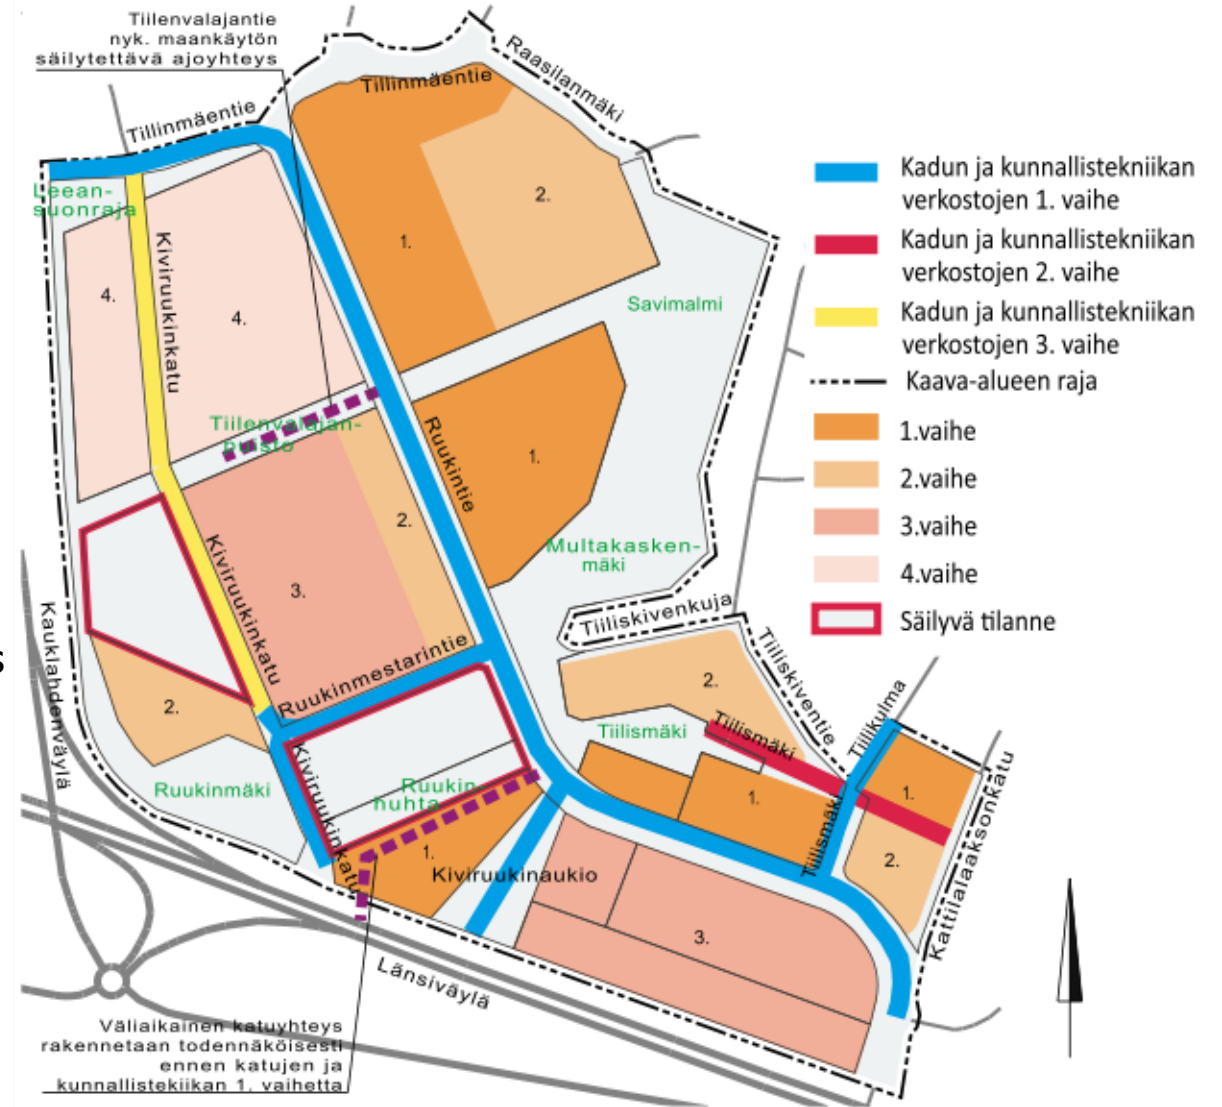 Tiilenvalajantie
nyk. maankäytön
säilytettävä ajoyhteys
Raasilanmäki
Tillinmäentie
Tillinmäentie
Leean-
suonraja
Kiviruukinkatu
1.
2.
4.
4.
Savimalmi
Tiilenvalajan-
puisto
Ruukintie
1.
2.
Multakasken-
mäki
3.
Kiviruukinkatu
Kauklahdenväylä
s
Tiiliskivenkuja
Tiiliskiventie
Ruukinmestarintie
2.
2.
Tiilikulma
Tiilismäki
Tiilismäki
Ruukinmäki
Kiviruukinkatu
Ruukin
huhta
1.
1.
Tiilismäki
Kattilalaaksonkatu
1.
2.
Kiviruukinaukio
3.
Länsiväylä
Väliaikainen katuyhteys
rakennetaan todennäköisesti
ennen katujen ja
kunnallistekiikan 1. vaihetta
Kadun ja kunnallistekniikan
verkostojen 1. vaihe
Kadun ja kunnallistekniikan
verkostojen 2. vaihe
Kadun ja kunnallistekniikan
verkostojen 3. vaihe
Kaava-alueen raja
1.vaihe
2.vaihe
3.vaihe
4.vaihe
Säilyvä tilanne